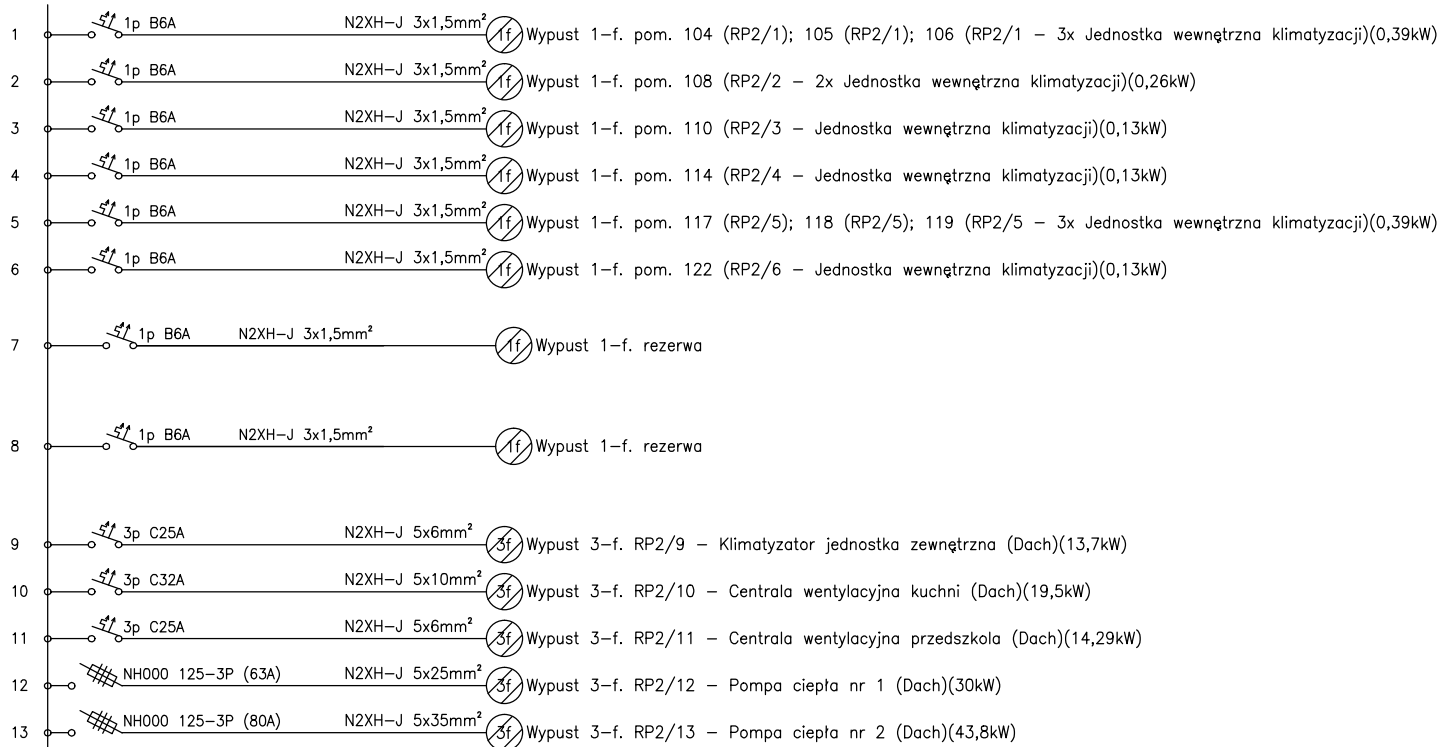 1 1p B6A N2XH-J 3x1,5mm² 1f Wypust 1-f. pom. 104 (RP2/1); 105 (RP2/1); 106 (RP2/1 - 3x Jednostka wewnętrzna klimatyzacji)(0,39kW)
2 1p B6A N2XH-J 3x1,5mm² 1f Wypust 1-f. pom. 108 (RP2/2 - 2x Jednostka wewnętrzna klimatyzacji)(0,26kW)
3 1p B6A N2XH-J 3x1,5mm² 1f Wypust 1-f. pom. 110 (RP2/3 - Jednostka wewnętrzna klimatyzacji)(0,13kW)
4 1p B6A N2XH-J 3x1,5mm² 1f Wypust 1-f. pom. 114 (RP2/4 - Jednostka wewnętrzna klimatyzacji)(0,13kW)
5 1p B6A N2XH-J 3x1,5mm² 1f Wypust 1-f. pom. 117 (RP2/5); 118 (RP2/5); 119 (RP2/5 - 3x Jednostka wewnętrzna klimatyzacji)(0,39kW)
6 1p B6A N2XH-J 3x1,5mm² 1f Wypust 1-f. pom. 122 (RP2/6 - Jednostka wewnętrzna klimatyzacji)(0,13kW)
7 1p B6A N2XH-J 3x1,5mm² 1f Wypust 1-f. rezerwa
8 1p B6A N2XH-J 3x1,5mm² 1f Wypust 1-f. rezerwa
9 3p C25A N2XH-J 5x6mm² 3f Wypust 3-f. RP2/9 - Klimatyzator jednostka zewnętrzna (Dach)(13,7kW)
10 3p C32A N2XH-J 5x10mm² 3f Wypust 3-f. RP2/10 - Centrala wentylacyjna kuchni (Dach)(19,5kW)
11 3p C25A N2XH-J 5x6mm² 3f Wypust 3-f. RP2/11 - Centrala wentylacyjna przedszkola (Dach)(14,29kW)
12 NH000 125-3P (63A) N2XH-J 5x25mm² 3f Wypust 3-f. RP2/12 - Pompa ciepła nr 1 (Dach)(30kW)
13 NH000 125-3P (80A) N2XH-J 5x35mm² 3f Wypust 3-f. RP2/13 - Pompa ciepła nr 2 (Dach)(43,8kW)